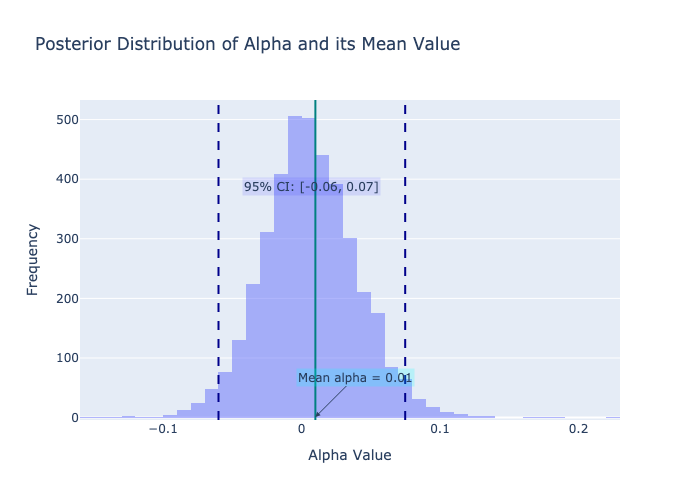 Posterior Distribution of Alpha and its Mean Value
500
400
95% CI: [-0.06, 0.07]
300
200
100
Mean alpha = 0.01
0
−0.1
0
0.1
0.2
Frequency
Alpha Value